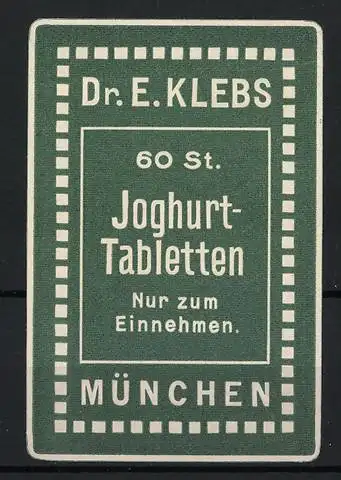 Dr. E. KLEBS
60 St.
Joghurt-
Tabletten
Nur zum
Einnehmen.
MÜNCHEN